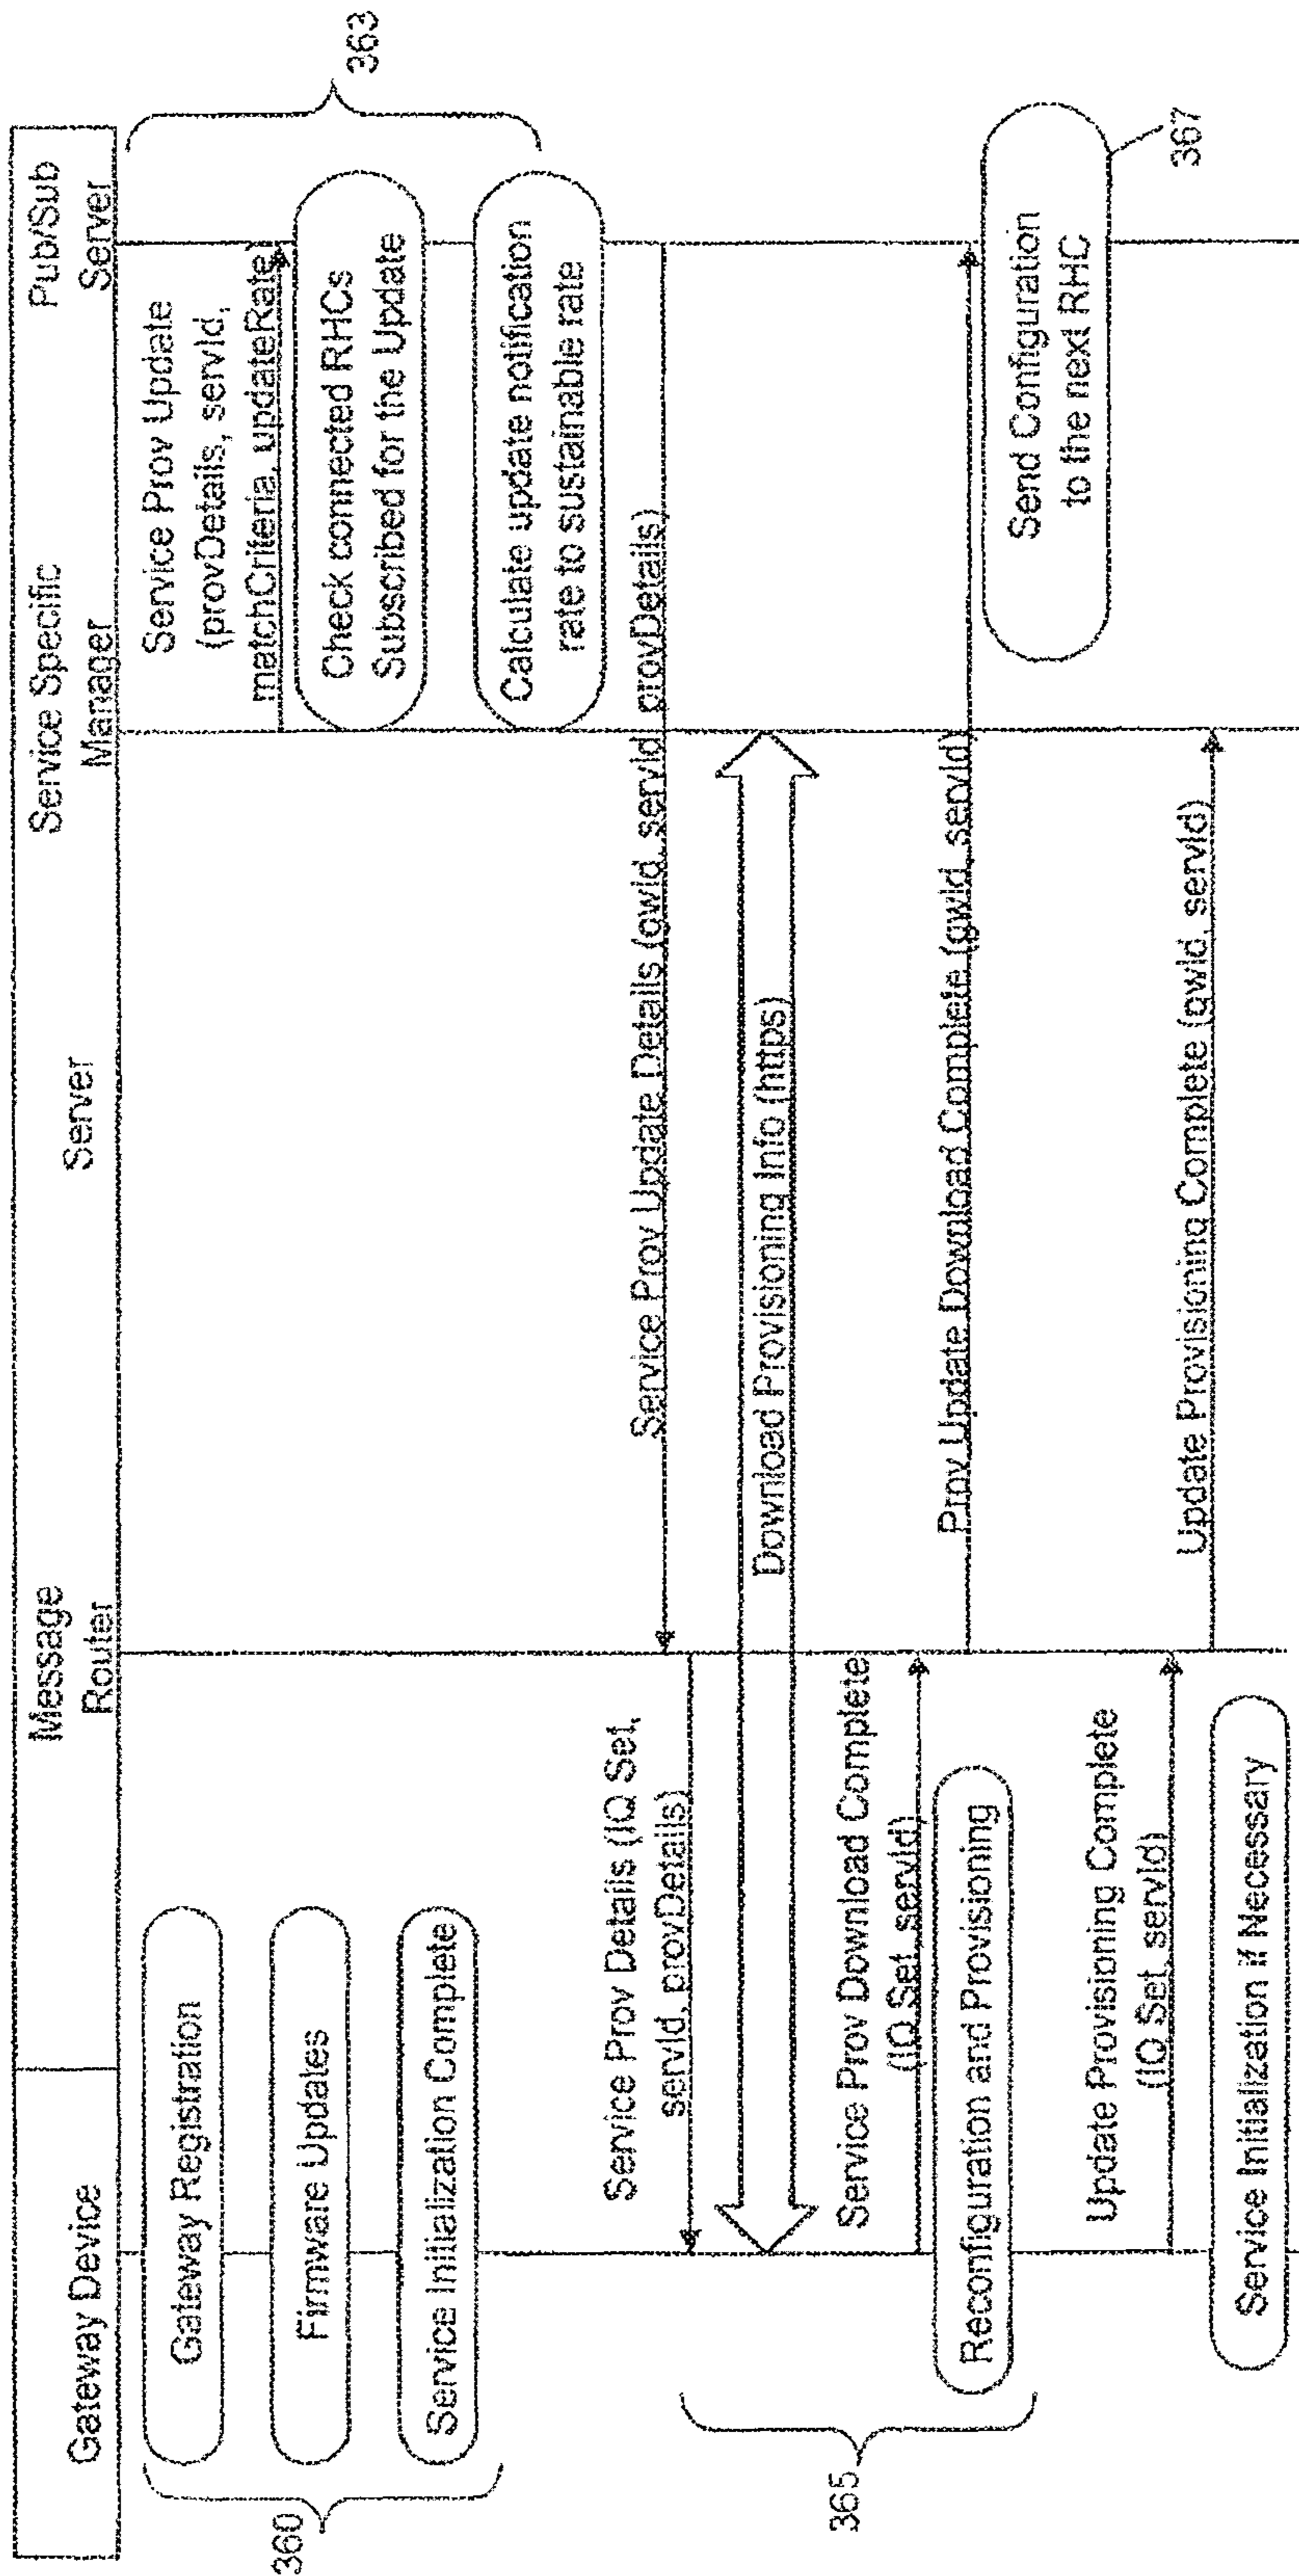 Gateway Device
Message
Router
Server
Service Specific
Manager
Pub/Sub
Server
360
Gateway Registration
Firmware Updates
Service Initialization Complete
Service Prov Update
(provDetails, servId,
matchCriteria, updateRate)
Check connected RHCs
Subscribed for the Update
Calculate update notification
rate to sustainable rate
363
Service Prov Update Details (gwId, servId, provDetails)
Service Prov Details (IQ Set,
servId, provDetails)
Download Provisioning Info (https)
365
Service Prov Download Complete
(IQ Set, servId)
Prov Update Download Complete (gwId, servId)
Reconfiguration and Provisioning
Send Configuration
to the next RHC
367
Update Provisioning Complete
(IQ Set, servId)
Update Provisioning Complete (gwId, servId)
Service Initialization if Necessary